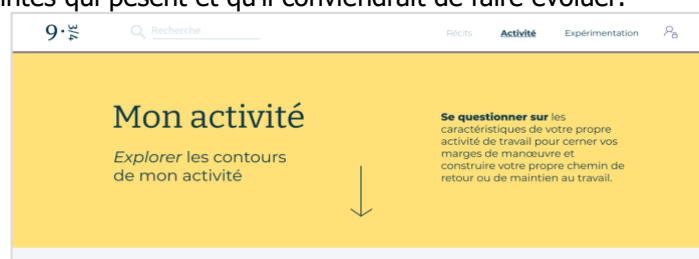 ntes qui pèsent et qu'il conviendrait de faire évoluer.
9·¾
Recherche
Récits
Activité
Expérimentation
Mon activité
Explorer les contours
de mon activité
Se questionner sur les
caractéristiques de votre propre
activité de travail pour cerner vos
marges de manœuvre et
construire votre propre chemin de
retour ou de maintien au travail.